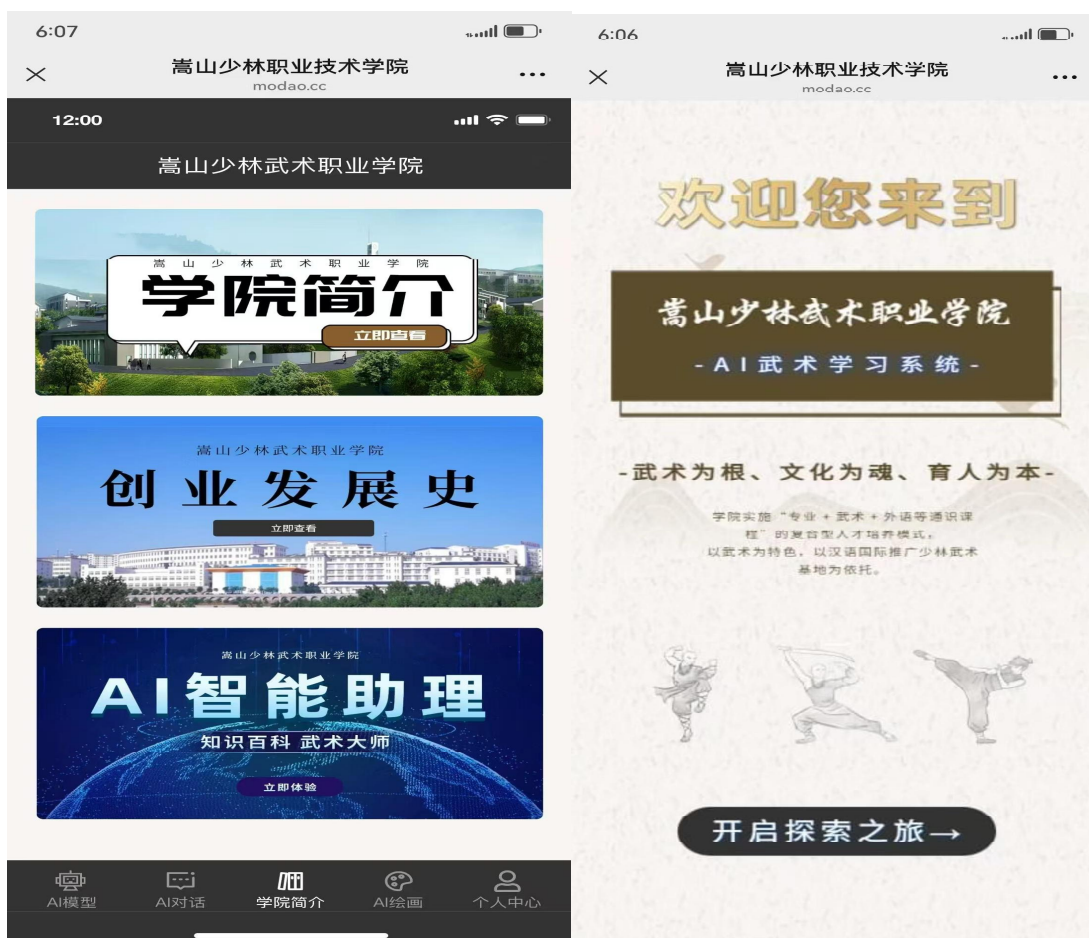 6:07
嵩山少林职业技术学院
modao.cc
12:00
嵩山少林武术职业学院
嵩山少林武术职业学院
学院简介
立即查看
嵩山少林武术职业学院
创业发展史
立即查看
嵩山少林武术职业学院
AI智能助理
知识百科 武术大师
立即体验
AI模型
AI对话
学院简介
AI绘画
个人中心
6:06
嵩山少林职业技术学院
modao.cc
欢迎您来到
嵩山少林武术职业学院
-AI武术学习系统-
-武术为根、文化为魂、育人为本-
学院实施“专业+武术+外语等通识课
程”的复合型人才培养模式，
以武术为特色，以汉语国际推广少林武术
基地为依托。
开启探索之旅→